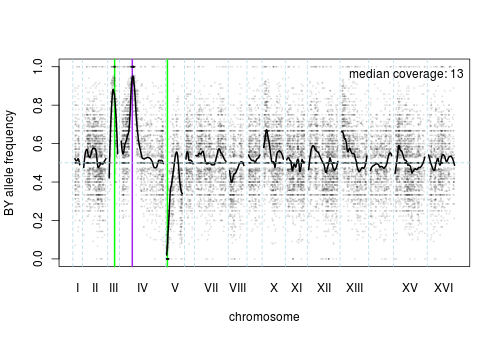 median coverage: 13
BY allele frequency
1.0
0.8
0.6
0.4
0.2
0.0
I II III IV V VII VIII X XI XII XIII XV XVI
chromosome